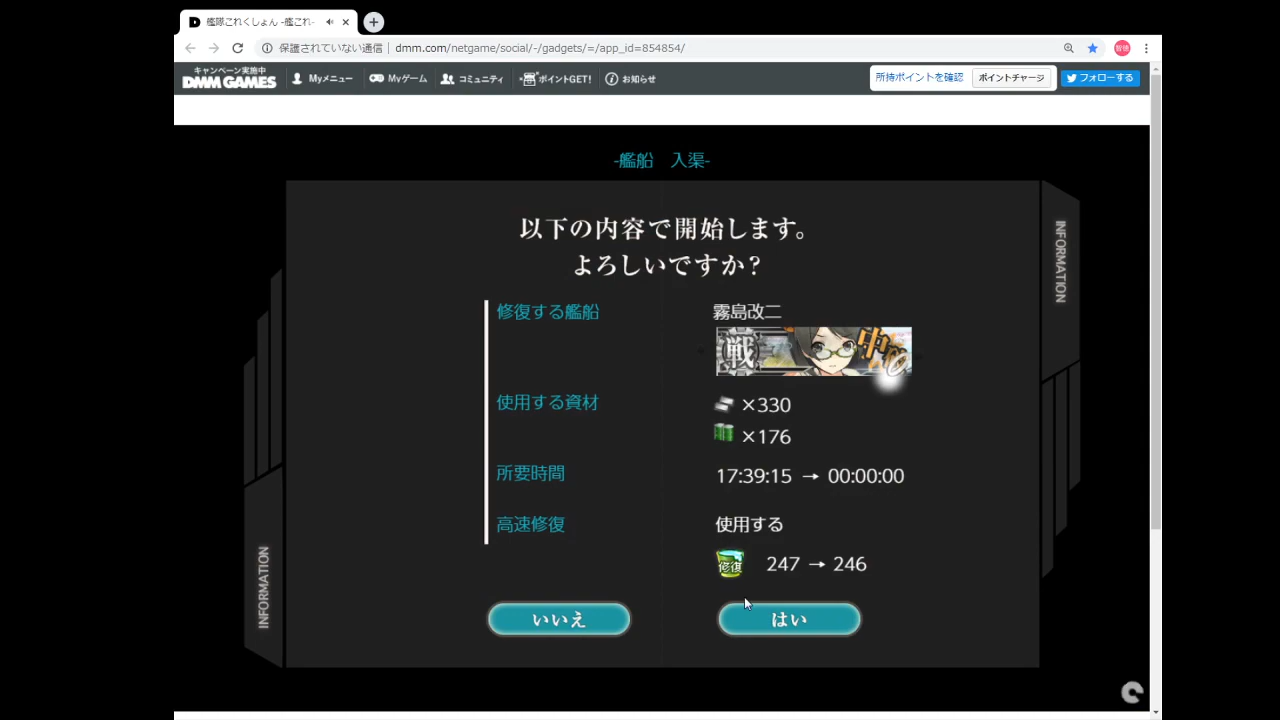 艦隊これくしょん -艦これ-
保護されていない通信 | dmm.com/netgame/social/-/gadgets/=/app_id=854854/
智徳
キャンペーン実施中
DMM GAMES
Myメニュー
Myゲーム
コミュニティ
ポイントGET!
お知らせ
所持ポイントを確認
ポイントチャージ
フォローする
-艦船 入渠-
以下の内容で開始します。
よろしいですか?
修復する艦船
霧島改二
戦
中
使用する資材
×330
×176
所要時間
17:39:15 → 00:00:00
高速修復
使用する
修復
247 → 246
いいえ
はい
INFORMATION
INFORMATION